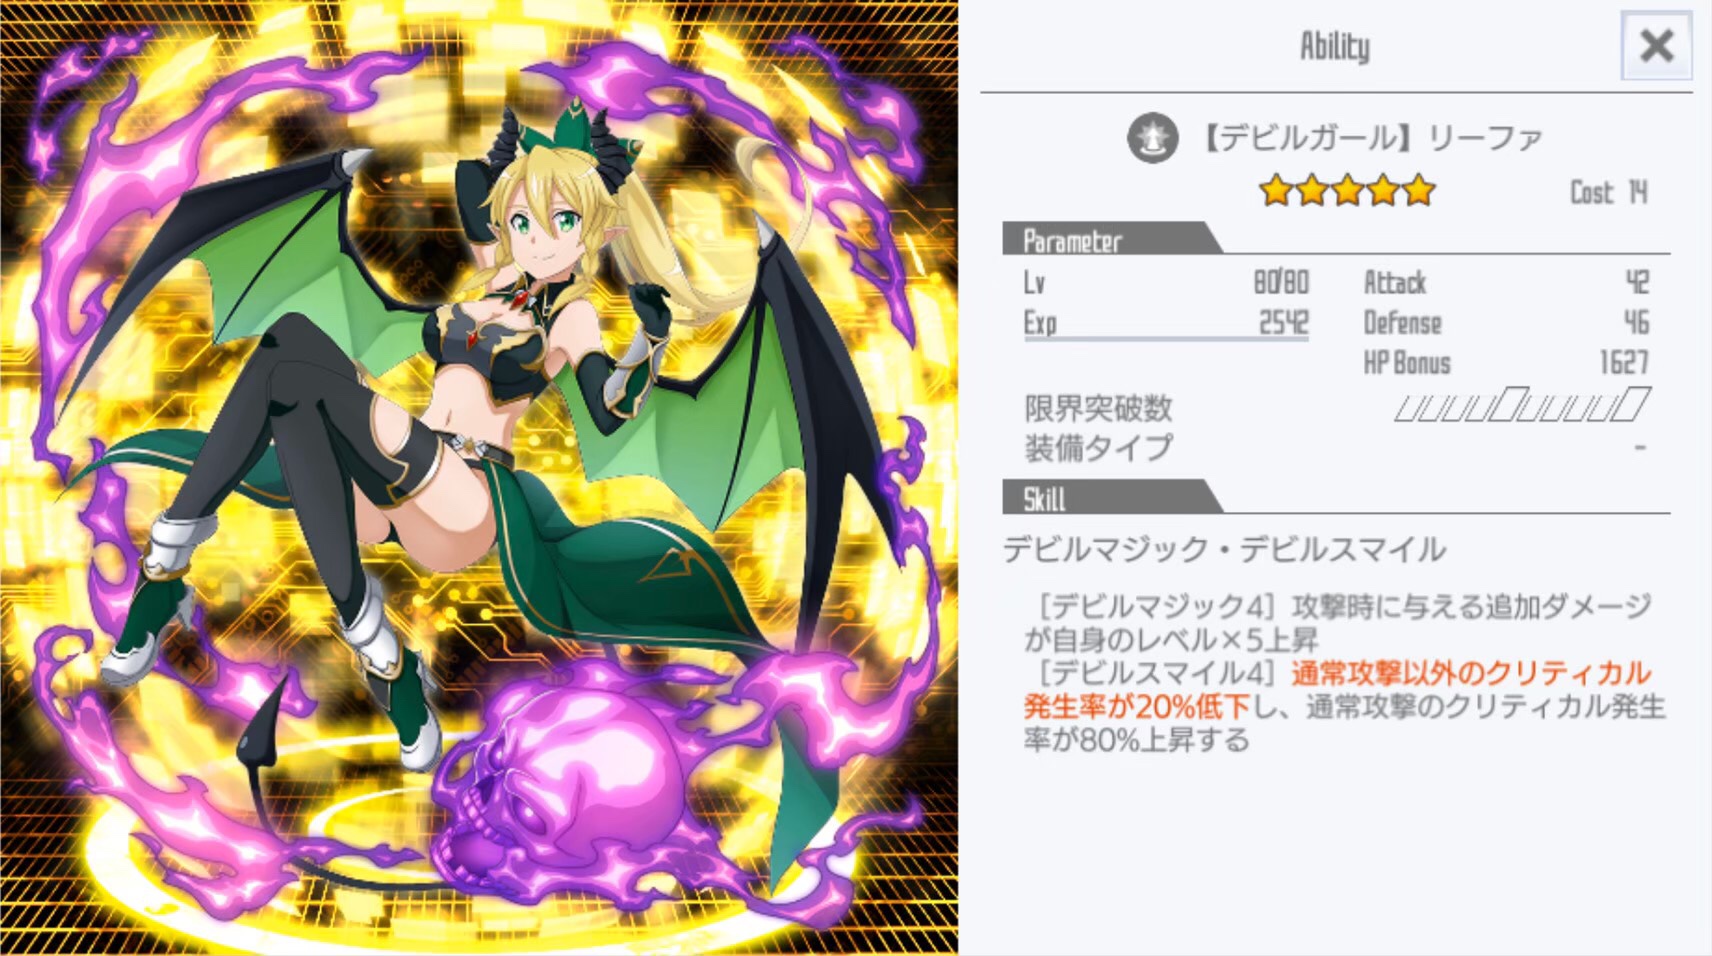 Ability
【デビルガール】リーファ
Cost 14
Parameter
Lv 80/80 Attack 42
Exp 2542 Defense 46
HP Bonus 1627
限界突破数
装備タイプ -
Skill
デビルマジック・デビルスマイル
［デビルマジック4］攻撃時に与える追加ダメージ
が自身のレベル×5上昇
［デビルスマイル4］通常攻撃以外のクリティカル
発生率が20%低下し、通常攻撃のクリティカル発生
率が80%上昇する